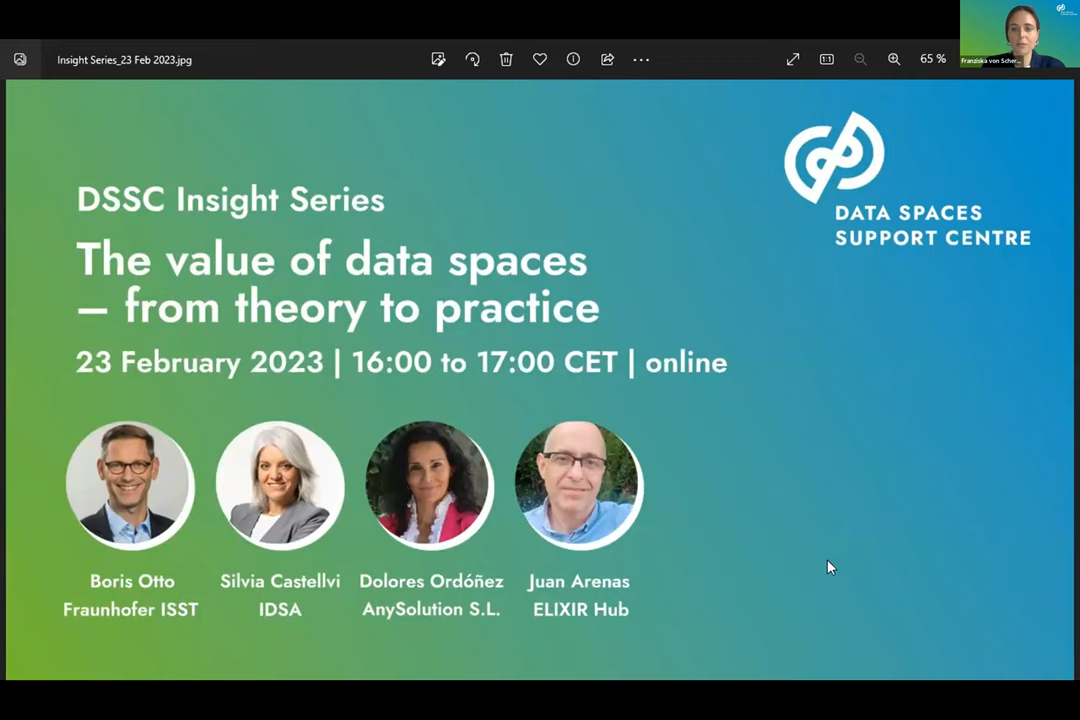 Insight Series_23 Feb 2023.jpg
65 %
Franziska von Scher...
DSSC Insight Series
The value of data spaces
– from theory to practice
23 February 2023 | 16:00 to 17:00 CET | online
DATA SPACES
SUPPORT CENTRE
Boris Otto
Fraunhofer ISST
Silvia Castellvi
IDSA
Dolores Ordóñez
AnySolution S.L.
Juan Arenas
ELIXIR Hub